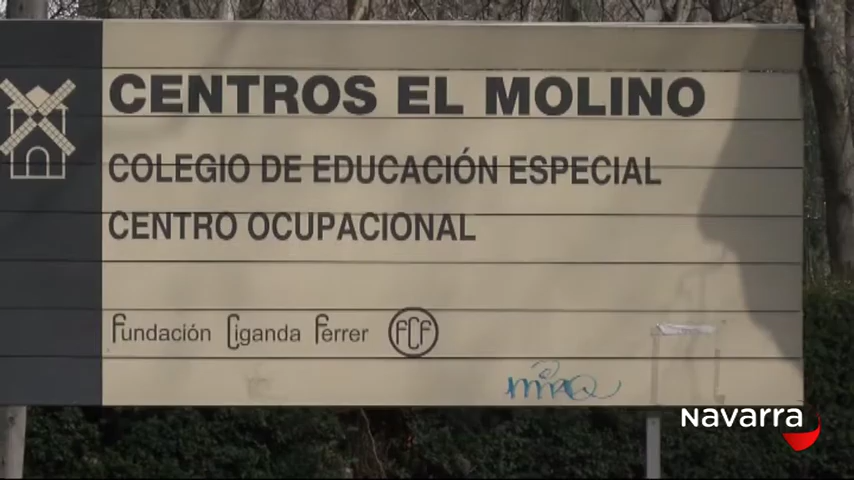 CENTROS EL MOLINO
COLEGIO DE EDUCACIÓN ESPECIAL
CENTRO OCUPACIONAL
Fundación Ciganda Ferrer FCF
NAVARRA